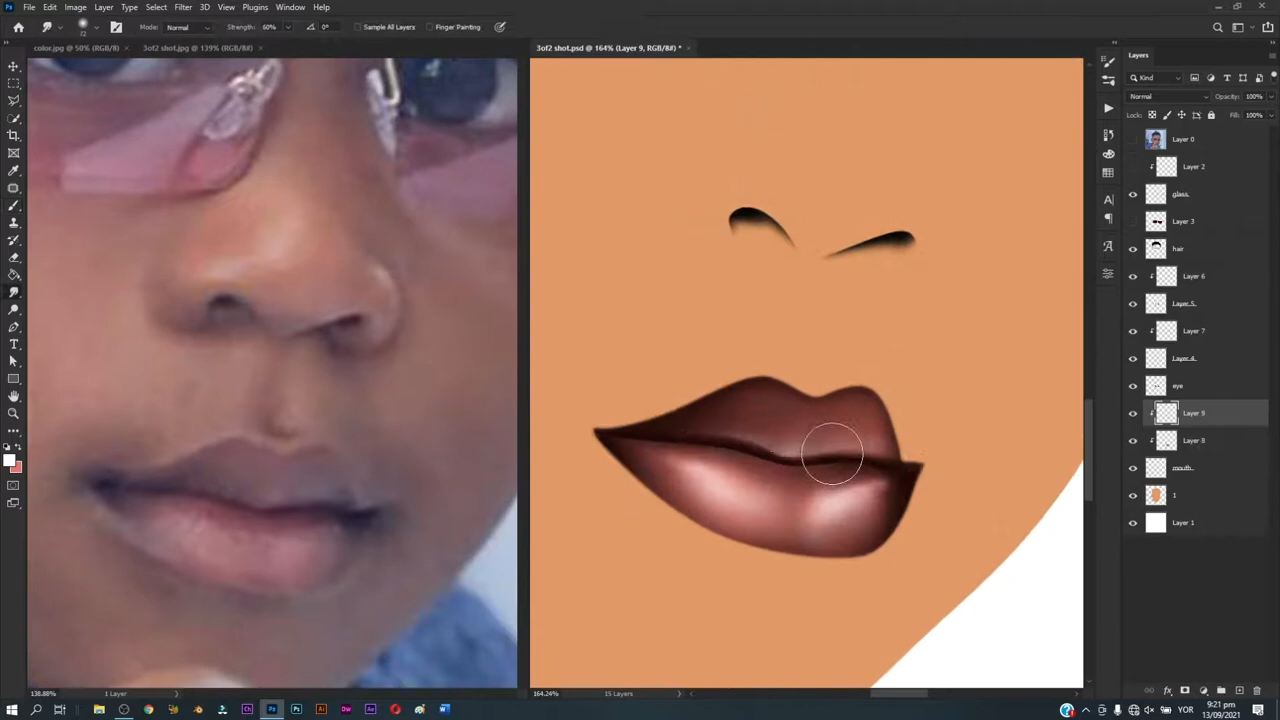 File Edit Image Layer Type Select Filter 3D View Plugins Window Help
72 Mode: Normal Strength: 60% 0° Sample All Layers Finger Painting
color.jpg @ 50% (RGB/8) × 3of2 shot.jpg @ 139% (RGB/8#) × 3of2 shot.psd @ 164% (Layer 9, RGB/8#) * ×
Layers
Kind
Normal Opacity: 100%
Lock: Fill: 100%
Layer 0
Layer 2
glass
Layer 3
hair
Layer 6
Layer 5
Layer 7
Layer 4
eye
Layer 9
Layer 8
mouth
1
Layer 1
138.88% 1 Layer 164.24% 15 Layers
YOR 9:21 pm
13/09/2021